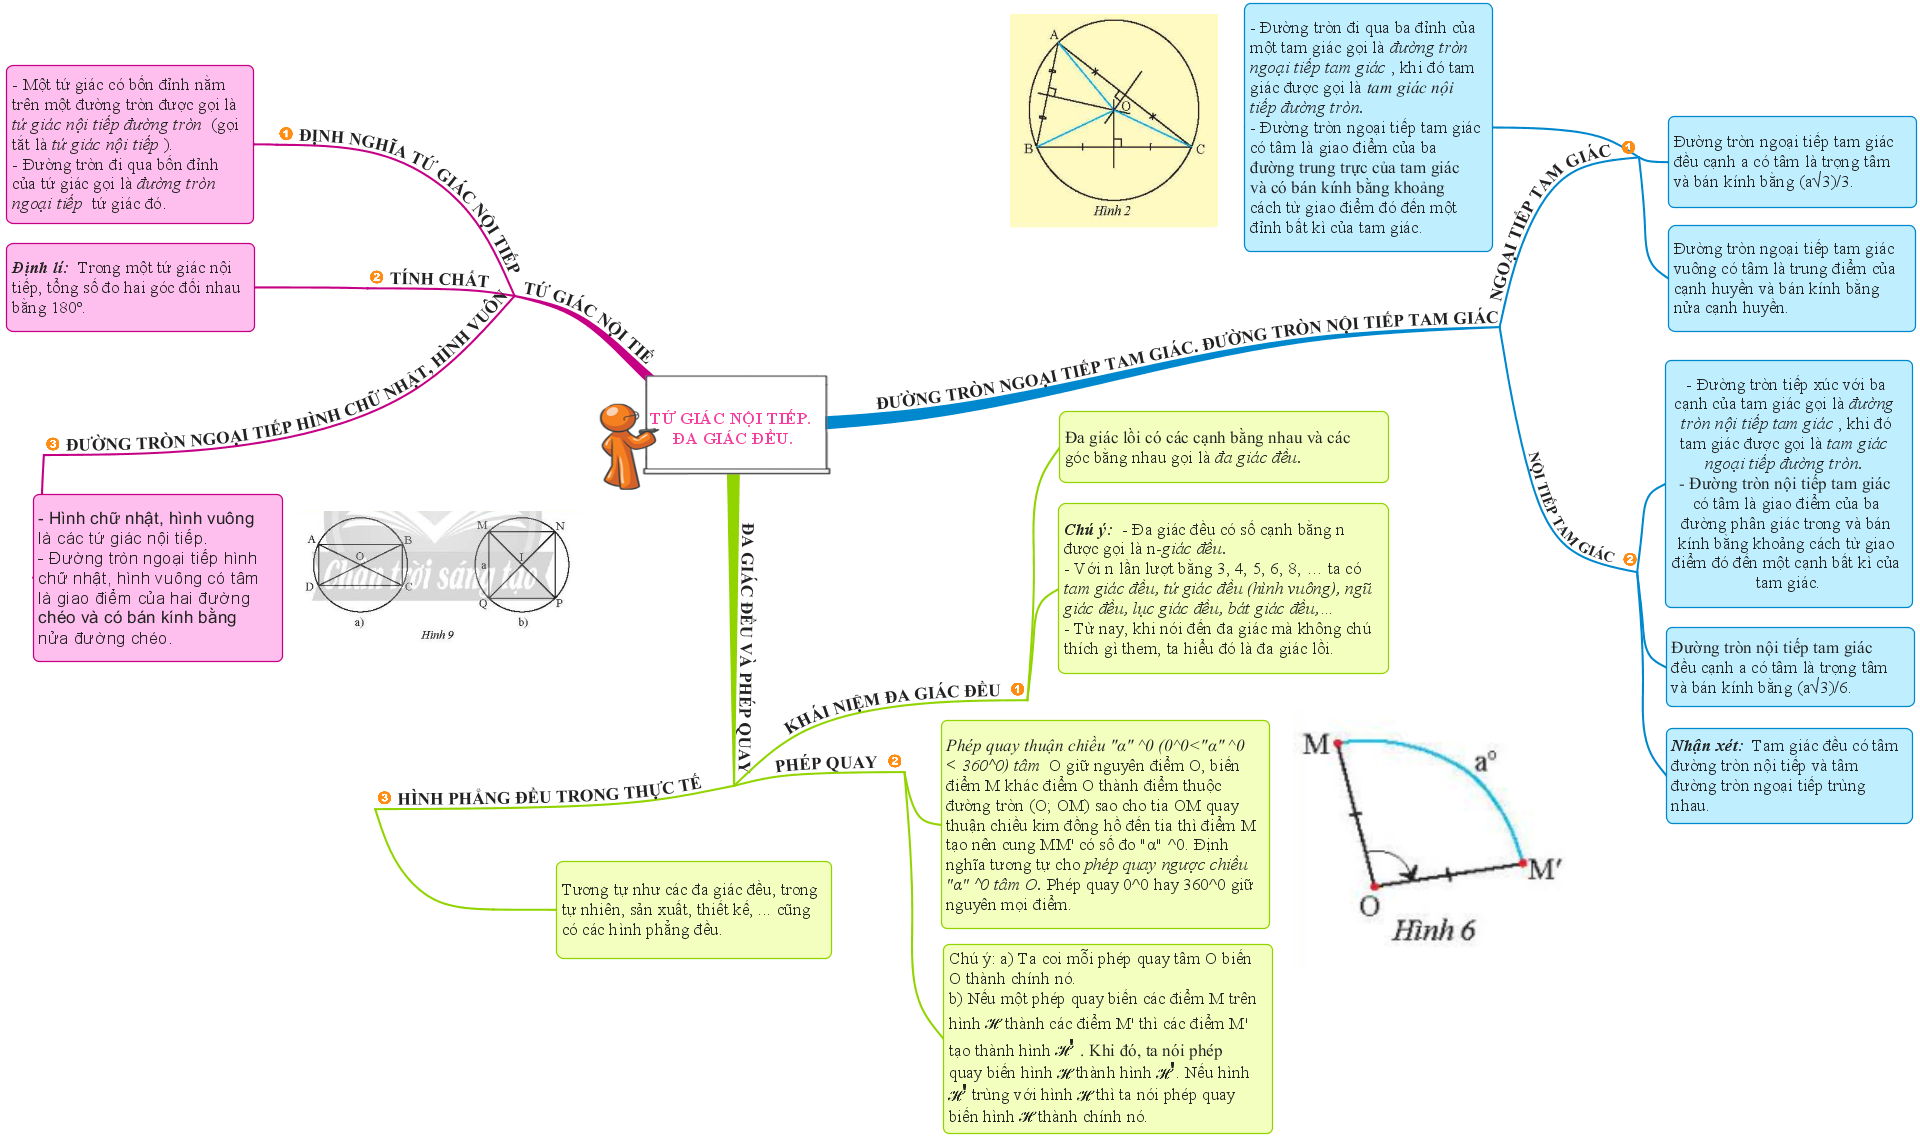 TỨ GIÁC NỘI TIẾP.
ĐA GIÁC ĐỀU.
TỨ GIÁC NỘI TIẾ
1 ĐỊNH NGHĨA TỨ GIÁC NỘI TIẾP
- Một tứ giác có bốn đỉnh nằm
trên một đường tròn được gọi là
tứ giác nội tiếp đường tròn (gọi
tắt là tứ giác nội tiếp ).
- Đường tròn đi qua bốn đỉnh
của tứ giác gọi là đường tròn
ngoại tiếp tứ giác đó.
2 TÍNH CHẤT
Định lí: Trong một tứ giác nội
tiếp, tổng số đo hai góc đối nhau
bằng 180°.
3 ĐƯỜNG TRÒN NGOẠI TIẾP HÌNH CHỮ NHẬT, HÌNH VUÔN
- Hình chữ nhật, hình vuông
là các tứ giác nội tiếp.
- Đường tròn ngoại tiếp hình
chữ nhật, hình vuông có tâm
là giao điểm của hai đường
chéo và có bán kính bằng
nửa đường chéo.
A B
O
D C
a)
M N
I
a
Q P
b)
Chân trời sáng tạo
Hình 9
ĐƯỜNG TRÒN NGOẠI TIẾP TAM GIÁC. ĐƯỜNG TRÒN NỘI TIẾP TAM GIÁC
NGOẠI TIẾP TAM GIÁC 1
A
O
B C
Hình 2
- Đường tròn đi qua ba đỉnh của
một tam giác gọi là đường tròn
ngoại tiếp tam giác , khi đó tam
giác được gọi là tam giác nội
tiếp đường tròn.
- Đường tròn ngoại tiếp tam giác
có tâm là giao điểm của ba
đường trung trực của tam giác
và có bán kính bằng khoảng
cách từ giao điểm đó đến một
đỉnh bất kì của tam giác.
Đường tròn ngoại tiếp tam giác
đều cạnh a có tâm là trọng tâm
và bán kính bằng (a√3)/3.
Đường tròn ngoại tiếp tam giác
vuông có tâm là trung điểm của
cạnh huyền và bán kính bằng
nửa cạnh huyền.
NỘI TIẾP TAM GIÁC 2
- Đường tròn tiếp xúc với ba
cạnh của tam giác gọi là đường
tròn nội tiếp tam giác , khi đó
tam giác được gọi là tam giác
ngoại tiếp đường tròn.
- Đường tròn nội tiếp tam giác
có tâm là giao điểm của ba
đường phân giác trong và bán
kính bằng khoảng cách từ giao
điểm đó đến một cạnh bất kì của
tam giác.
Đường tròn nội tiếp tam giác
đều cạnh a có tâm là trọng tâm
và bán kính bằng (a√3)/6.
Nhận xét: Tam giác đều có tâm
đường tròn nội tiếp và tâm
đường tròn ngoại tiếp trùng
nhau.
ĐA GIÁC ĐỀU VÀ PHÉP QUAY
KHÁI NIỆM ĐA GIÁC ĐỀU 1
Đa giác lồi có các cạnh bằng nhau và các
góc bằng nhau gọi là đa giác đều.
Chú ý: - Đa giác đều có số cạnh bằng n
được gọi là n-giác đều.
- Với n lần lượt bằng 3, 4, 5, 6, 8, ... ta có
tam giác đều, tứ giác đều (hình vuông), ngũ
giác đều, lục giác đều, bát giác đều,...
- Từ nay, khi nói đến đa giác mà không chú
thích gì them, ta hiểu đó là đa giác lồi.
PHÉP QUAY 2
Phép quay thuận chiều "α" ^0 (0^0<"α" ^0
< 360^0) tâm O giữ nguyên điểm O, biến
điểm M khác điểm O thành điểm thuộc
đường tròn (O; OM) sao cho tia OM quay
thuận chiều kim đồng hồ đến tia thì điểm M
tạo nên cung MM' có số đo "α" ^0. Định
nghĩa tương tự cho phép quay ngược chiều
"α" ^0 tâm O. Phép quay 0^0 hay 360^0 giữ
nguyên mọi điểm.
Chú ý: a) Ta coi mỗi phép quay tâm O biến
O thành chính nó.
b) Nếu một phép quay biến các điểm M trên
hình ℋ thành các điểm M' thì các điểm M'
tạo thành hình ℋ' . Khi đó, ta nói phép
quay biến hình ℋ thành hình ℋ'. Nếu hình
ℋ' trùng với hình ℋ thì ta nói phép quay
biến hình ℋ thành chính nó.
M
a°
M'
O
Hình 6
3 HÌNH PHẲNG ĐỀU TRONG THỰC TẾ
Tương tự như các đa giác đều, trong
tự nhiên, sản xuất, thiết kế, ... cũng
có các hình phẳng đều.